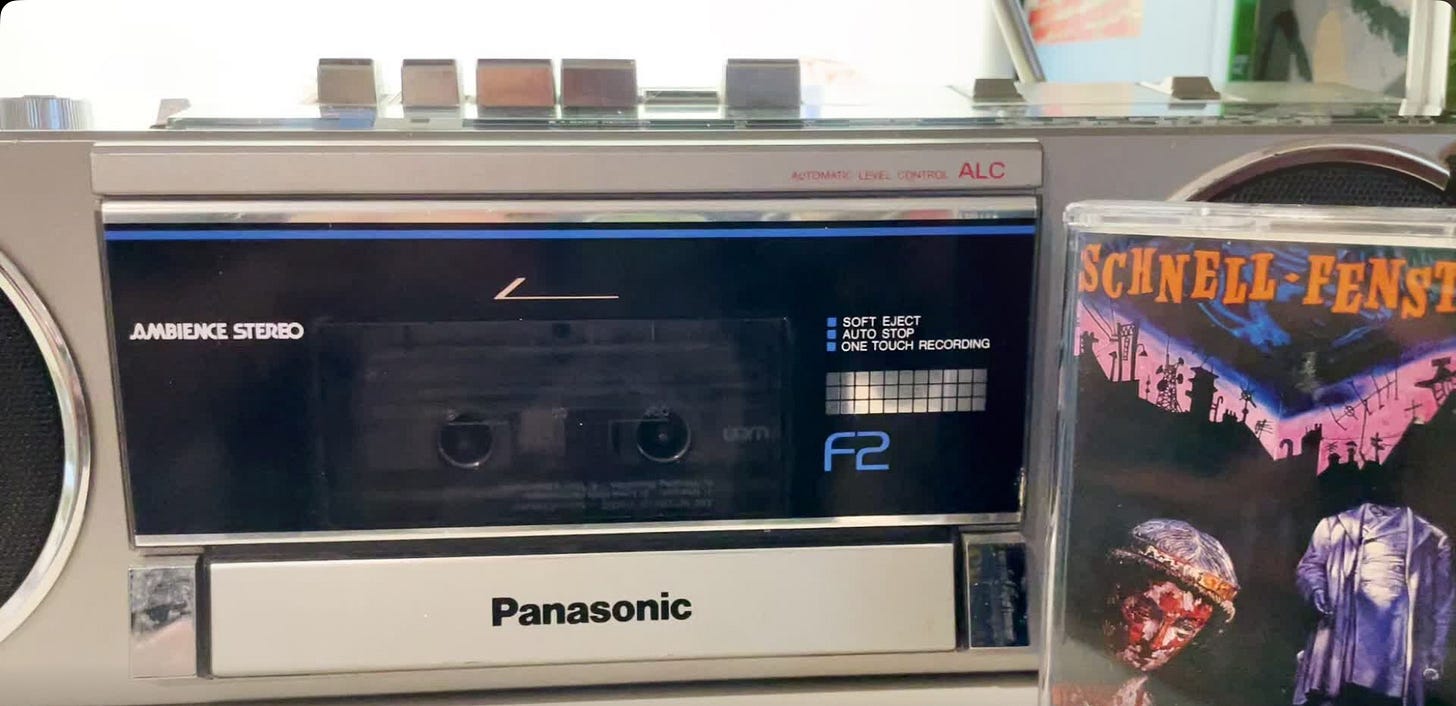 AUTOMATIC LEVEL CONTROL ALC
AMBIENCE STEREO
SOFT EJECT
AUTO STOP
ONE TOUCH RECORDING
F2
Panasonic
SCHNELL-FENST